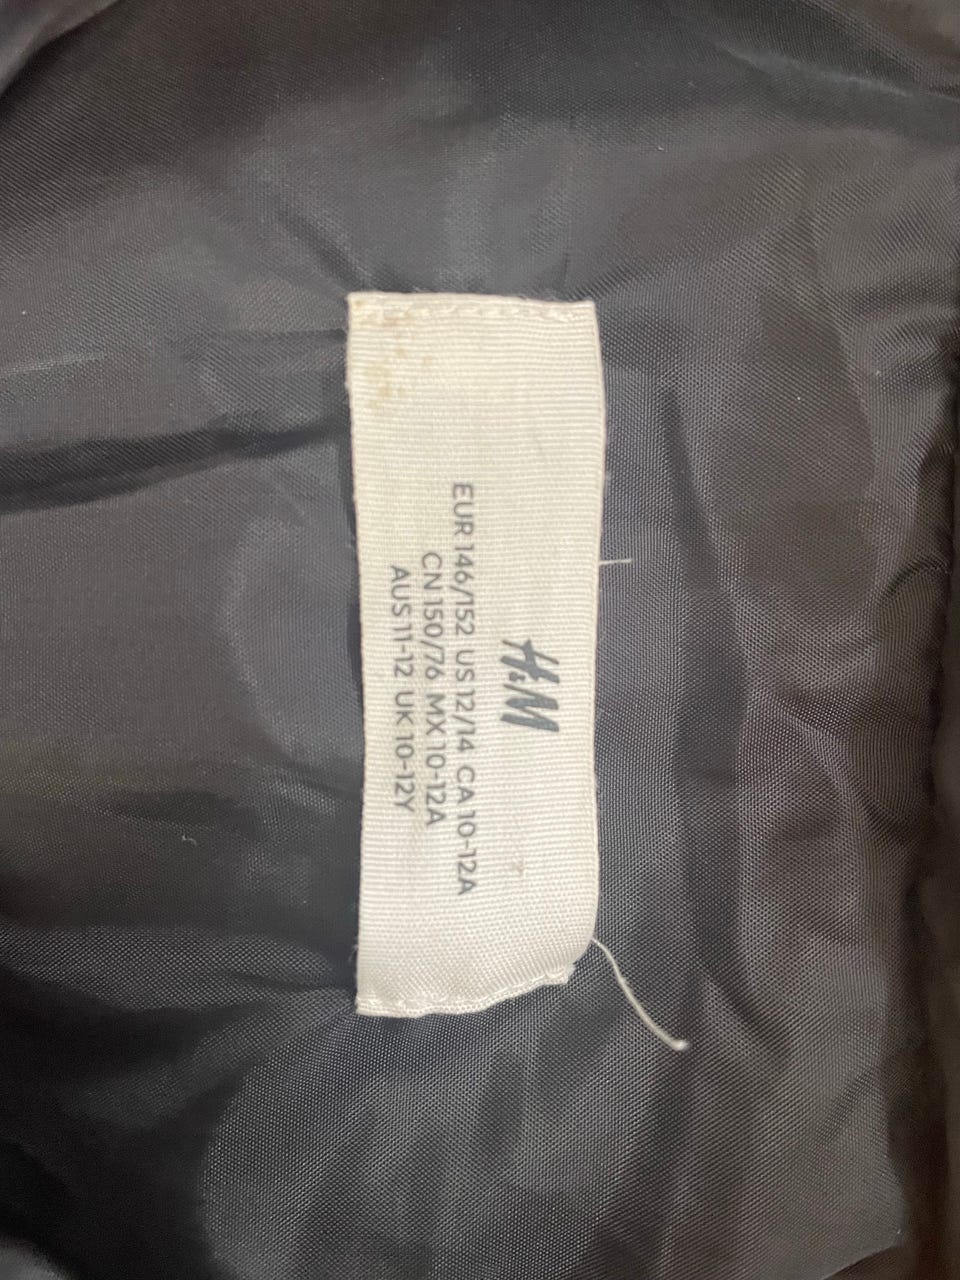 H&M
EUR 146/152 US 12/14 CA 10-12A
CN 150/76 MX 10-12A
AUS 11-12 UK 10-12Y